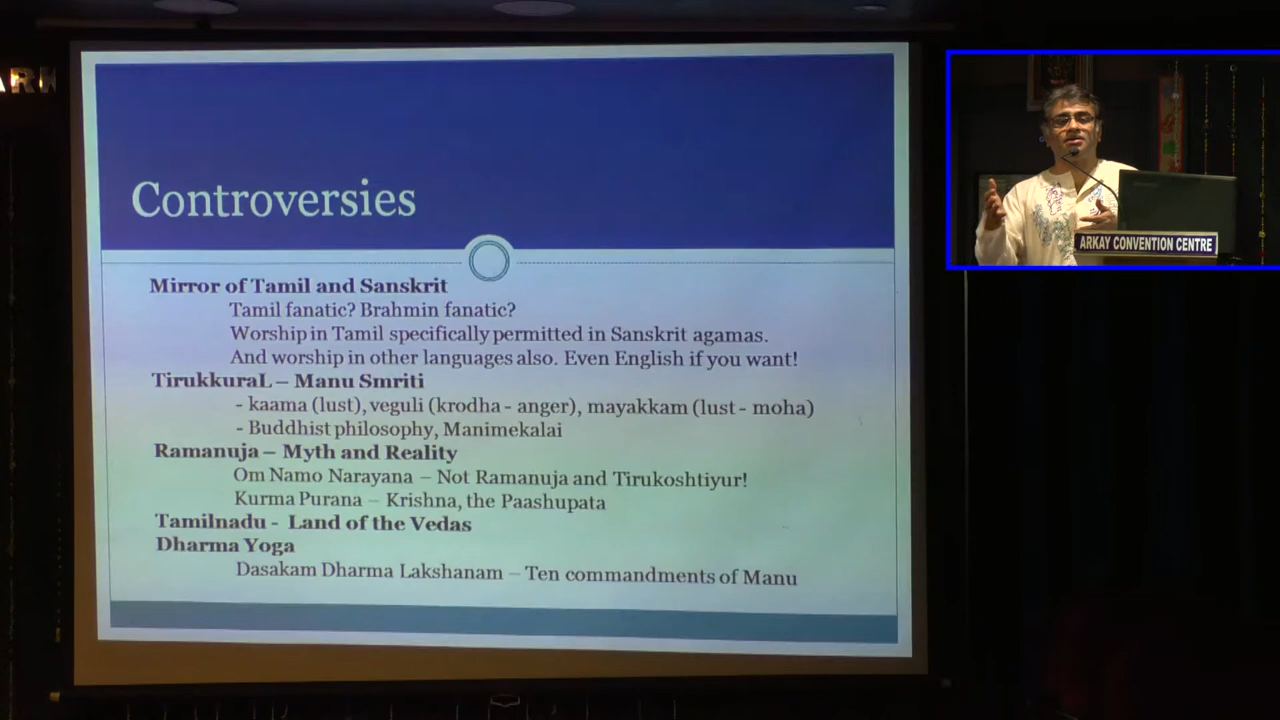 Controversies
Mirror of Tamil and Sanskrit
Tamil fanatic? Brahmin fanatic?
Worship in Tamil specifically permitted in Sanskrit agamas.
And worship in other languages also. Even English if you want!
TirukkuraL – Manu Smriti
- kaama (lust), veguli (krodha - anger), mayakkam (lust - moha)
- Buddhist philosophy, Manimekalai
Ramanuja – Myth and Reality
Om Namo Narayana – Not Ramanuja and Tirukoshtiyur!
Kurma Purana – Krishna, the Paashupata
Tamilnadu - Land of the Vedas
Dharma Yoga
Dasakam Dharma Lakshanam – Ten commandments of Manu
ARKAY CONVENTION CENTRE